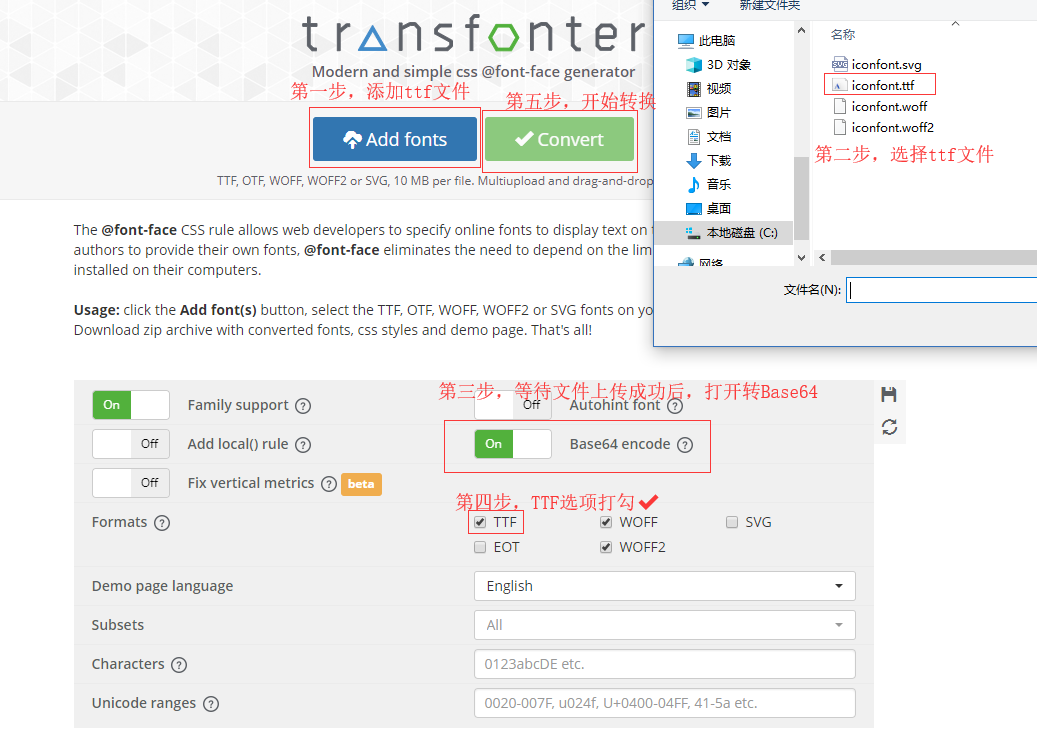 transfonter
Modern and simple css @font-face generator
第一步，添加ttf文件
第五步，开始转换
Add fonts
Convert
TTF, OTF, WOFF, WOFF2 or SVG, 10 MB per file. Multiupload and drag-and-drop
The @font-face CSS rule allows web developers to specify online fonts to display text on
authors to provide their own fonts, @font-face eliminates the need to depend on the
installed on their computers.
Usage: click the Add font(s) button, select the TTF, OTF, WOFF, WOFF2 or SVG fonts on
Download zip archive with converted fonts, css styles and demo page. That's all!
组织
新建文件夹
此电脑
3D 对象
视频
图片
文档
下载
音乐
桌面
本地磁盘 (C:)
网络
名称
iconfont.svg
iconfont.ttf
iconfont.woff
iconfont.woff2
第二步，选择ttf文件
文件名(N):
第三步，等待文件上传成功后，打开转Base64
On
Family support ?
Off
Autohint font ?
Off
Add local() rule ?
On
Base64 encode ?
Off
Fix vertical metrics ?
beta
第四步，TTF选项打勾
Formats ?
TTF
WOFF
SVG
EOT
WOFF2
Demo page language
English
Subsets
All
Characters ?
0123abcDE etc.
Unicode ranges ?
0020-007F, u024f, U+0400-04FF, 41-5a etc.